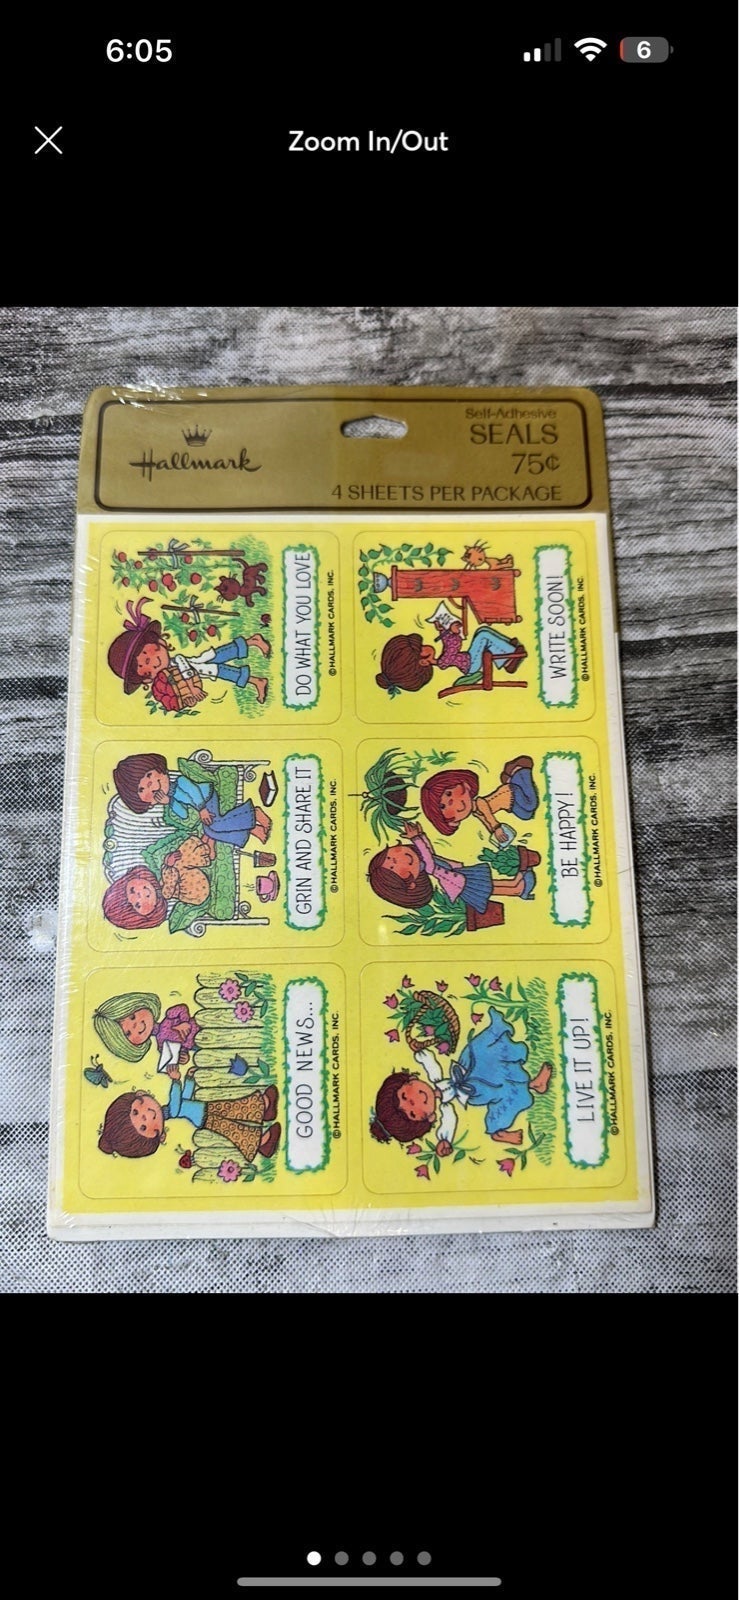 6:05
6
Zoom In/Out
Hallmark
Self-Adhesive
SEALS
75¢
4 SHEETS PER PACKAGE
DO WHAT YOU LOVE
©HALLMARK CARDS, INC.
WRITE SOON!
©HALLMARK CARDS, INC.
GRIN AND SHARE IT
©HALLMARK CARDS, INC.
BE HAPPY!
©HALLMARK CARDS, INC.
GOOD NEWS...
©HALLMARK CARDS, INC.
LIVE IT UP!
©HALLMARK CARDS, INC.